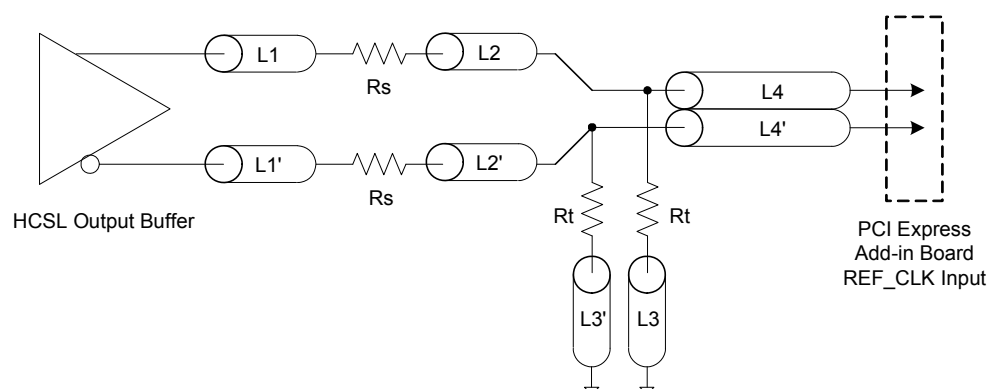 L1
L2
Rs
L4
L4'
L1'
L2'
Rs
HCSL Output Buffer
Rt
Rt
PCI Express
Add-in Board
REF_CLK Input
L3'
L3